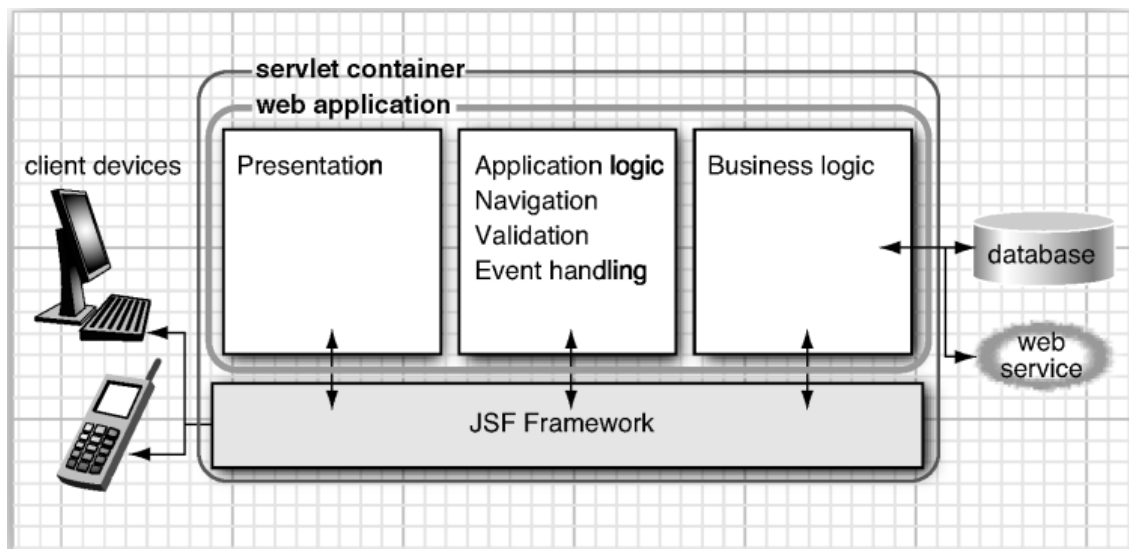 servlet container
web application
client devices
Presentation
Application logic
Navigation
Validation
Event handling
Business logic
database
web
service
JSF Framework